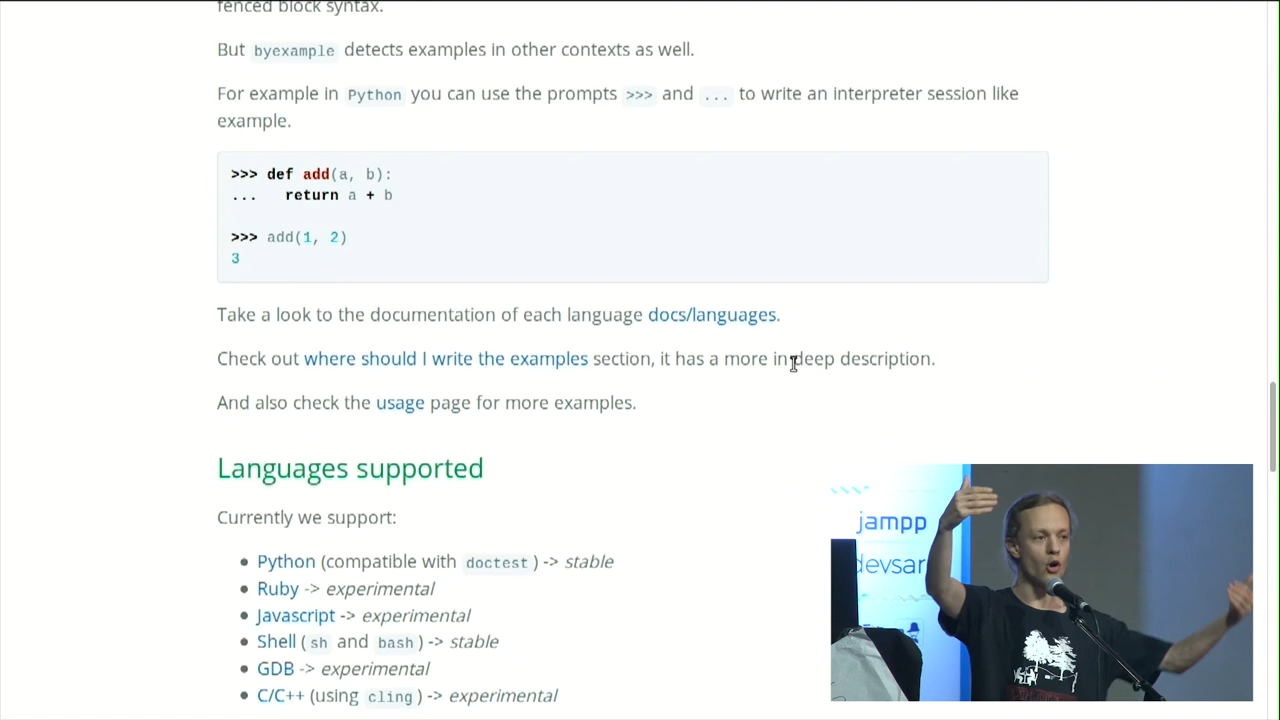 fenced block syntax.
But byexample detects examples in other contexts as well.
For example in Python you can use the prompts >>> and ... to write an interpreter session like
example.
>>> def add(a, b):
...   return a + b
>>> add(1, 2)
3
Take a look to the documentation of each language docs/languages.
Check out where should I write the examples section, it has a more in deep description.
And also check the usage page for more examples.
Languages supported
Currently we support:
Python (compatible with doctest) -> stable
Ruby -> experimental
Javascript -> experimental
Shell (sh and bash) -> stable
GDB -> experimental
C/C++ (using cling) -> experimental
jampp
devsar